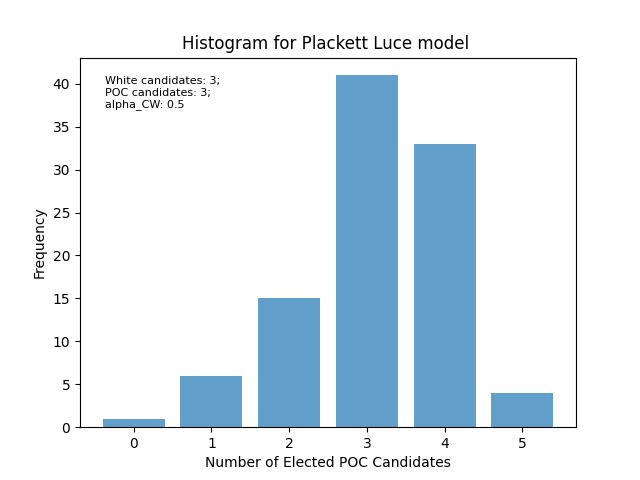 Histogram for Plackett Luce model
White candidates: 3;
POC candidates: 3;
alpha_CW: 0.5
40
35
30
25
20
15
10
5
0
Frequency
0 1 2 3 4 5
Number of Elected POC Candidates